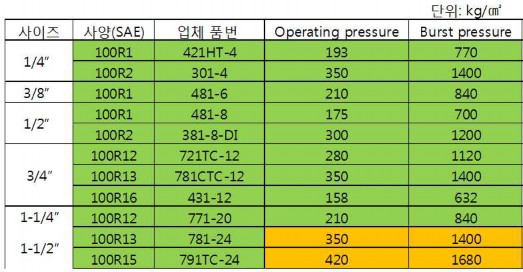 단위: kg/㎠
사이즈 사양(SAE) 업체 품번 Operating pressure Burst pressure
1/4" 100R1 421HT-4 193 770
100R2 301-4 350 1400
3/8" 100R1 481-6 210 840
1/2" 100R1 481-8 175 700
100R2 381-8-DI 300 1200
3/4" 100R12 721TC-12 280 1120
100R13 781CTC-12 350 1400
100R16 431-12 158 632
1-1/4" 100R12 771-20 210 840
1-1/2" 100R13 781-24 350 1400
100R15 791TC-24 420 1680